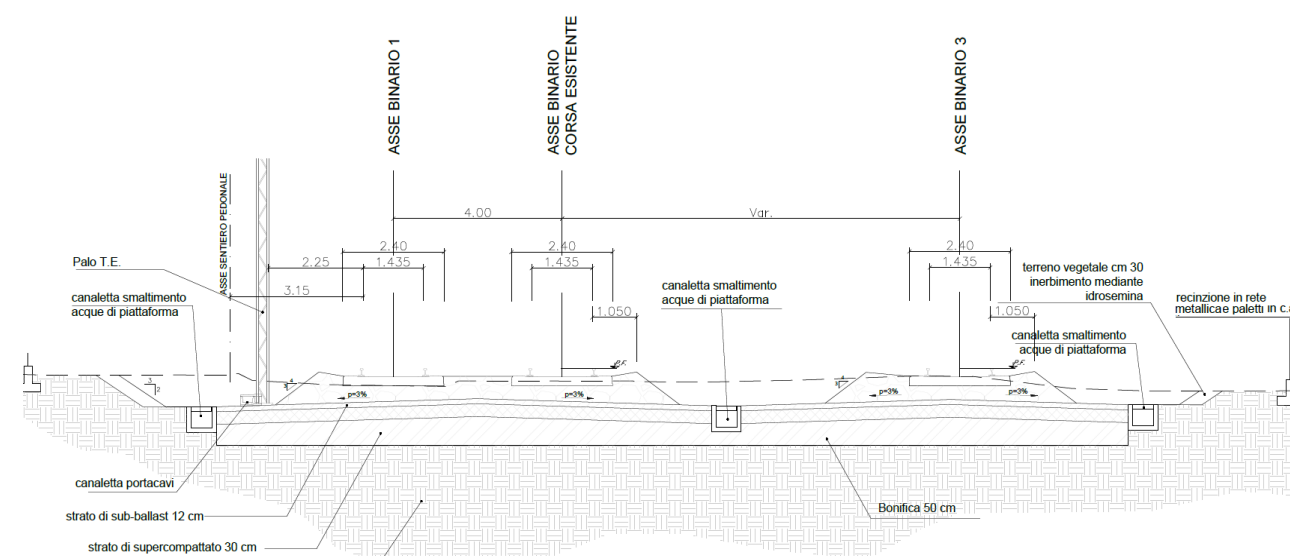 ASSE BINARIO 1
ASSE BINARIO
CORSA ESISTENTE
ASSE BINARIO 3
ASSE SENTIERO PEDONALE
4.00
Var.
2.40
2.40
2.40
2.25
1.435
1.435
1.435
3.15
1.050
1.050
Palo T.E.
canaletta smaltimento
acque di piattaforma
canaletta smaltimento
acque di piattaforma
terreno vegetale cm 30
inerbimento mediante
idrosemina
recinzione in rete
metallica e paletti in c.a
canaletta smaltimento
acque di piattaforma
P.F.
P.F.
3
2
3
4
p=3%
p=3%
p=3%
p=3%
canaletta portacavi
strato di sub-ballast 12 cm
strato di supercompattato 30 cm
Bonifica 50 cm